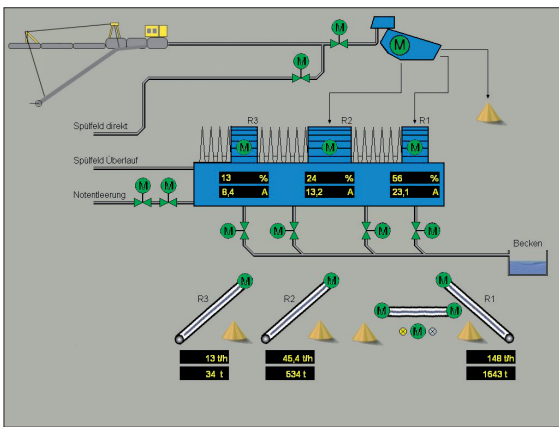 M
M
M
Spülfeld direkt
R3
R2
R1
M
M
M
Spülfeld Überlauf
13 %
24 %
56 %
8,4 A
13,2 A
23,1 A
Notentleerung
M
M
M
M
M
M
Becken
M
M
M
R3
R2
R1
M
M
M
13 t/h
45,4 t/h
148 t/h
34 t
534 t
1643 t